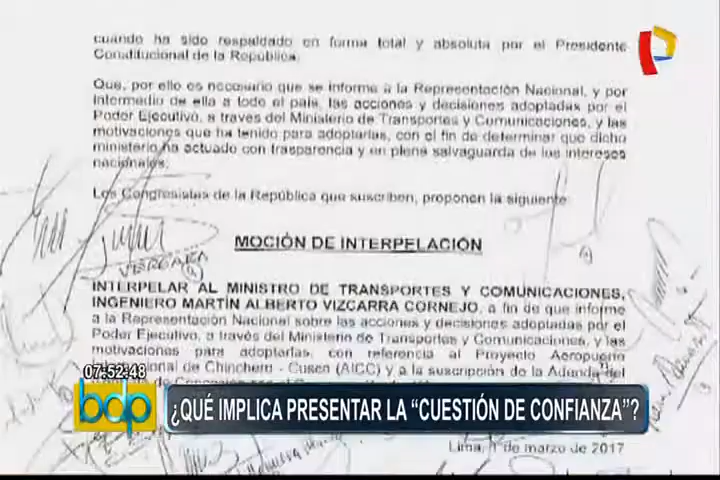 cuando ha sido respaldado en forma total y absoluta por el Presidente
Constitucional de la República.
Que, por ello es necesario que se informe a la Representación Nacional, y por
intermedio de ella a todo el país, las acciones y decisiones adoptadas por el
Poder Ejecutivo, a través del Ministerio de Transportes y Comunicaciones, y las
motivaciones que ha tenido para adoptarlas, con el fin de determinar que dicho
ministerio ha actuado con trasparencia y en plena salvaguarda de los intereses
nacionales.
Los Congresistas de la República que suscriben, proponen la siguiente:
MOCIÓN DE INTERPELACIÓN
INTERPELAR AL MINISTRO DE TRANSPORTES Y COMUNICACIONES,
INGENIERO MARTÍN ALBERTO VIZCARRA CORNEJO, a fin de que informe
a la Representación Nacional sobre las acciones y decisiones adoptadas por el
Poder Ejecutivo, a través del Ministerio de Transportes y Comunicaciones, y las
motivaciones para adoptarlas, con referencia al Proyecto Aeropuerto
Internacional de Chinchero - Cusco (AICC) y a la suscripción de la Adenda del
07:52:48
bdp
¿QUÉ IMPLICA PRESENTAR LA "CUESTIÓN DE CONFIANZA"?
Lima, 1 de marzo de 2017